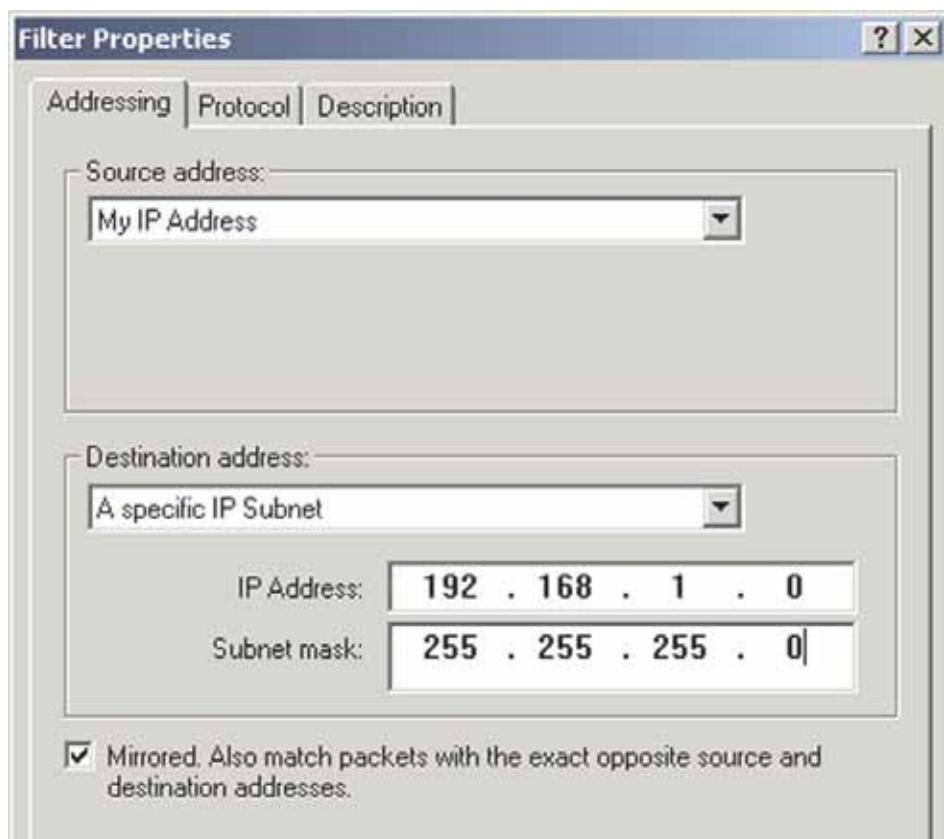 Filter Properties
Addressing Protocol Description
Source address:
My IP Address
Destination address:
A specific IP Subnet
IP Address: 192 . 168 . 1 . 0
Subnet mask: 255 . 255 . 255 . 0
Mirrored. Also match packets with the exact opposite source and
destination addresses.